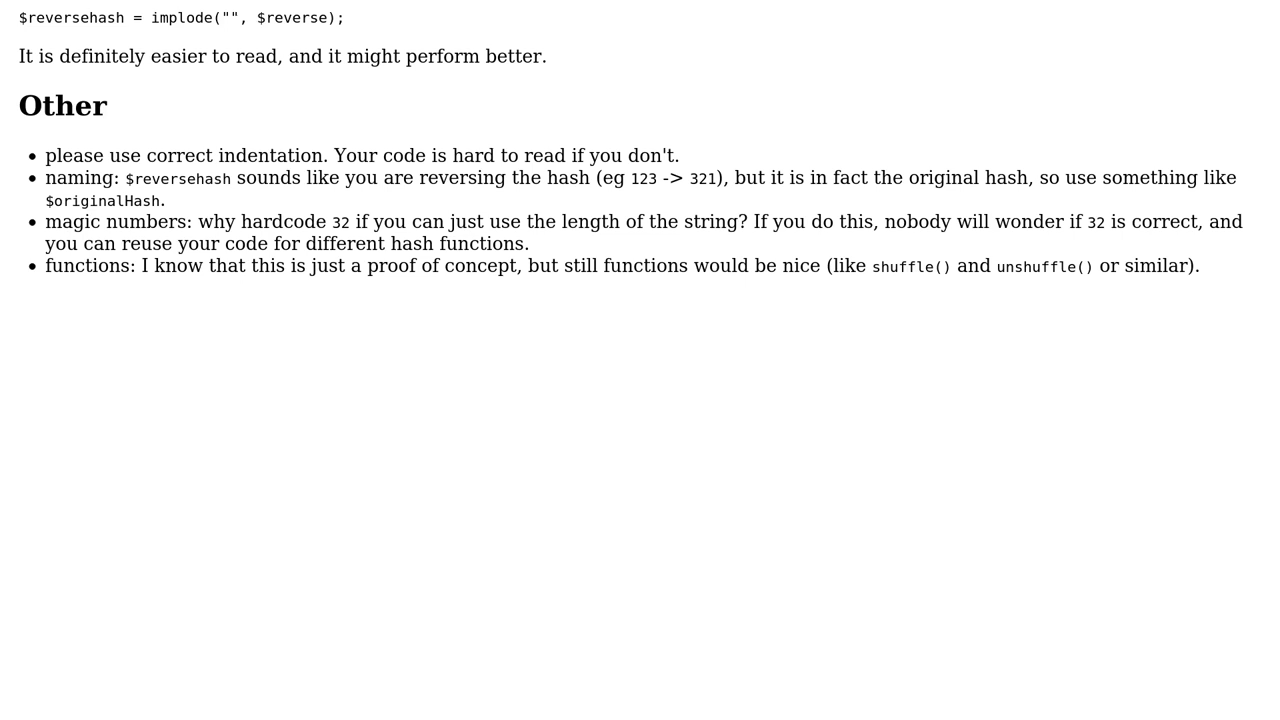 $reversehash = implode("", $reverse);
It is definitely easier to read, and it might perform better.
Other
• please use correct indentation. Your code is hard to read if you don't.
• naming: $reversehash sounds like you are reversing the hash (eg 123 -> 321), but it is in fact the original hash, so use something like
$originalHash.
• magic numbers: why hardcode 32 if you can just use the length of the string? If you do this, nobody will wonder if 32 is correct, and
you can reuse your code for different hash functions.
• functions: I know that this is just a proof of concept, but still functions would be nice (like shuffle() and unshuffle() or similar).